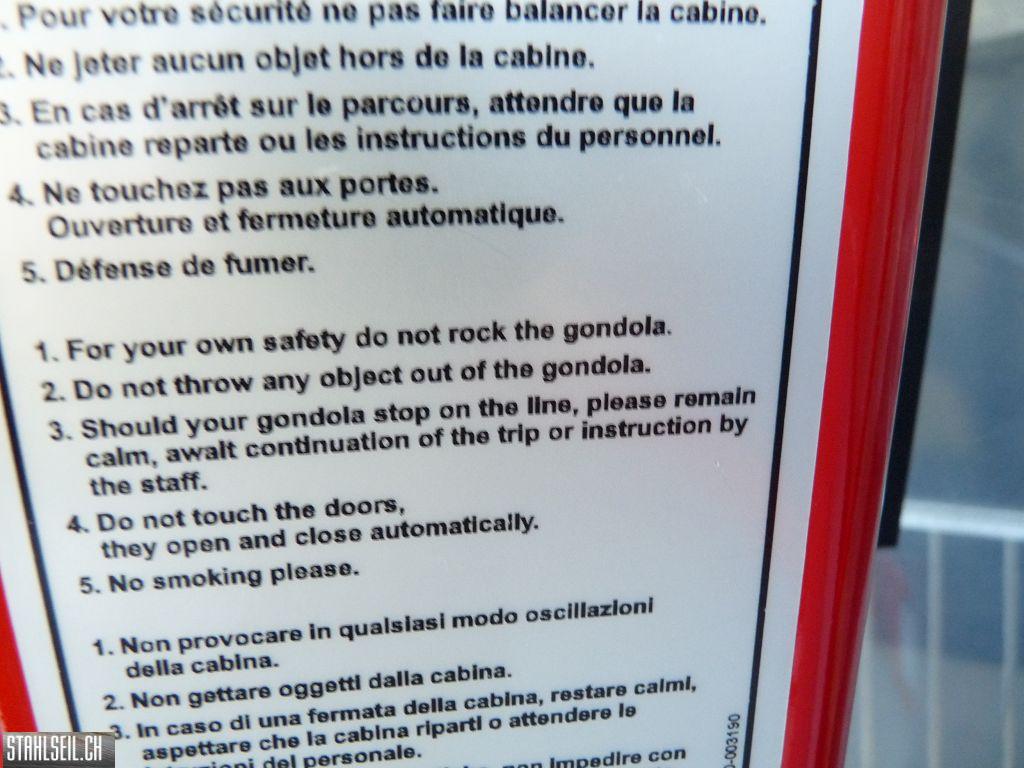 . Pour votre sécurité ne pas faire balancer la cabine.
2. Ne jeter aucun objet hors de la cabine.
3. En cas d'arrêt sur le parcours, attendre que la
cabine reparte ou les instructions du personnel.
4. Ne touchez pas aux portes.
Ouverture et fermeture automatique.
5. Défense de fumer.
1. For your own safety do not rock the gondola.
2. Do not throw any object out of the gondola.
3. Should your gondola stop on the line, please remain
calm, await continuation of the trip or instruction by
the staff.
4. Do not touch the doors,
they open and close automatically.
5. No smoking please.
1. Non provocare in qualsiasi modo oscillazioni
della cabina.
2. Non gettare oggetti dalla cabina.
3. In caso di una fermata della cabina, restare calmi,
aspettare che la cabina riparti o attendere le
del personale.
non impedire con
0-003190
STAHLSEIL.CH